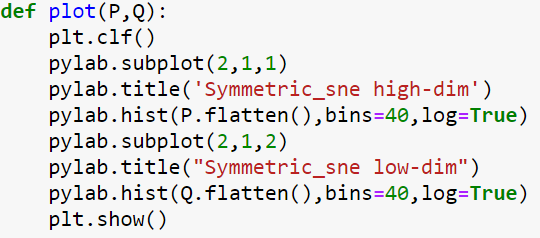 def plot(P,Q):
    plt.clf()
    pylab.subplot(2,1,1)
    pylab.title('Symmetric_sne high-dim')
    pylab.hist(P.flatten(),bins=40,log=True)
    pylab.subplot(2,1,2)
    pylab.title("Symmetric_sne low-dim")
    pylab.hist(Q.flatten(),bins=40,log=True)
    plt.show()